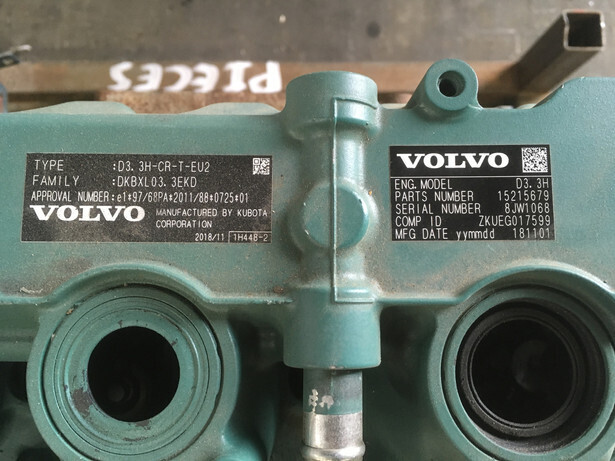 PIECES
TYPE :D3.3H-CR-T-EU2
FAMILY :DKBXL03.3EKD
APPROVAL NUMBER:e1*97/68PA*2011/88*0725*01
VOLVO MANUFACTURED BY KUBOTA
CORPORATION
2018/11 1H448-2
VOLVO
ENG.MODEL D3.3H
PARTS NUMBER 15215679
SERIAL NUMBER 8JW1068
COMP ID ZKUEG017599
MFG DATE yymmdd 181101